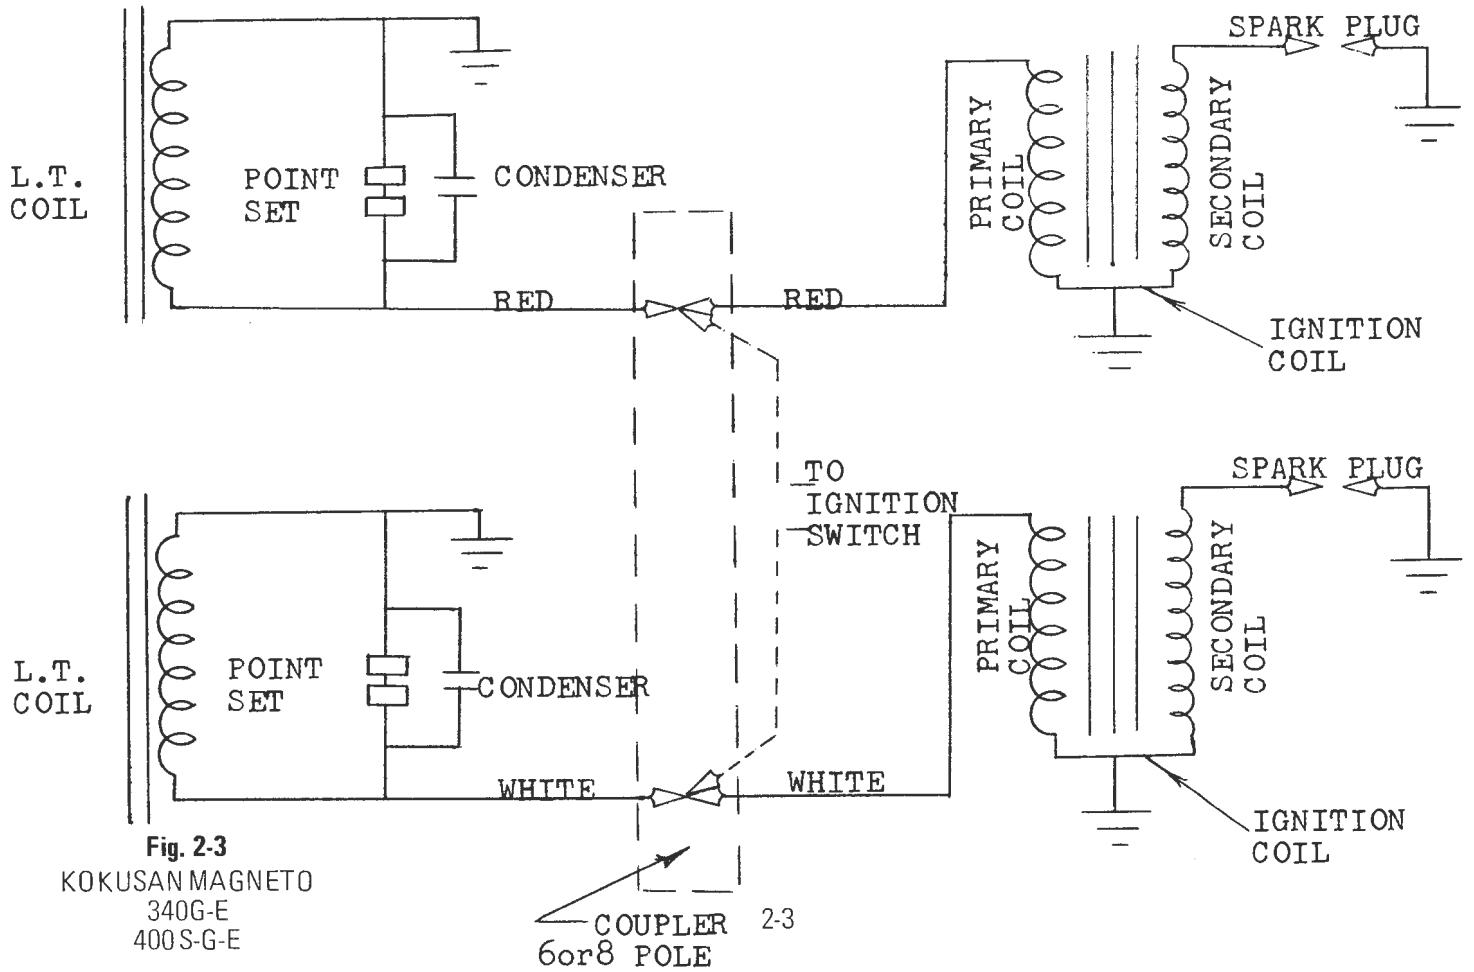 SPARK PLUG
L.T.
COIL
POINT
SET
CONDENSER
PRIMARY
COIL
SECONDARY
COIL
RED
RED
IGNITION
COIL
TO
IGNITION
SWITCH
SPARK PLUG
L.T.
COIL
POINT
SET
CONDENSER
PRIMARY
COIL
SECONDARY
COIL
WHITE
WHITE
IGNITION
COIL
Fig. 2-3
KOKUSAN MAGNETO
340G-E
400 S-G-E
COUPLER
6or8 POLE
2-3